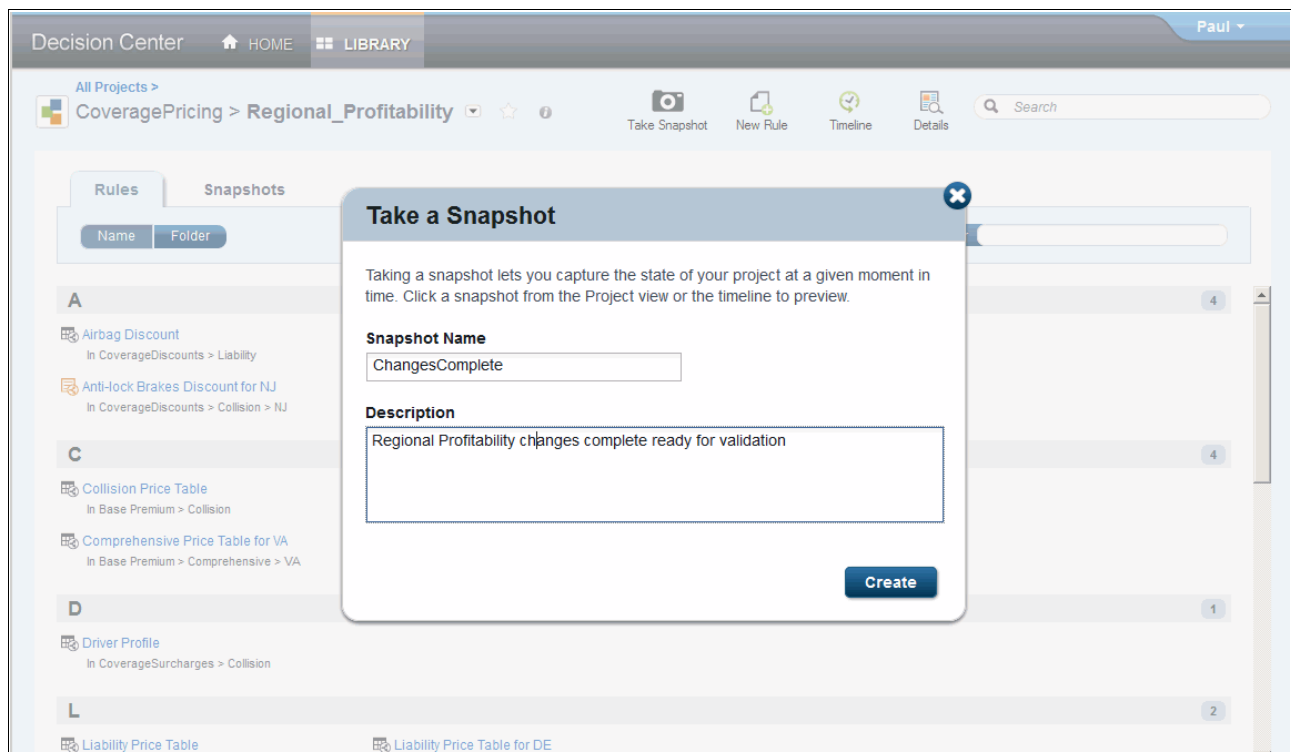 Decision Center HOME LIBRARY Paul
All Projects >
CoveragePricing > Regional_Profitability
Take Snapshot New Rule Timeline Details Search
Rules Snapshots
Name Folder
Take a Snapshot
Taking a snapshot lets you capture the state of your project at a given moment in
time. Click a snapshot from the Project view or the timeline to preview.
Snapshot Name
ChangesComplete
Description
Regional Profitability changes complete ready for validation
Create
A 4
Airbag Discount
In CoverageDiscounts > Liability
Anti-lock Brakes Discount for NJ
In CoverageDiscounts > Collision > NJ
C 4
Collision Price Table
In Base Premium > Collision
Comprehensive Price Table for VA
In Base Premium > Comprehensive > VA
D 1
Driver Profile
In CoverageSurcharges > Collision
L 2
Liability Price Table Liability Price Table for DE